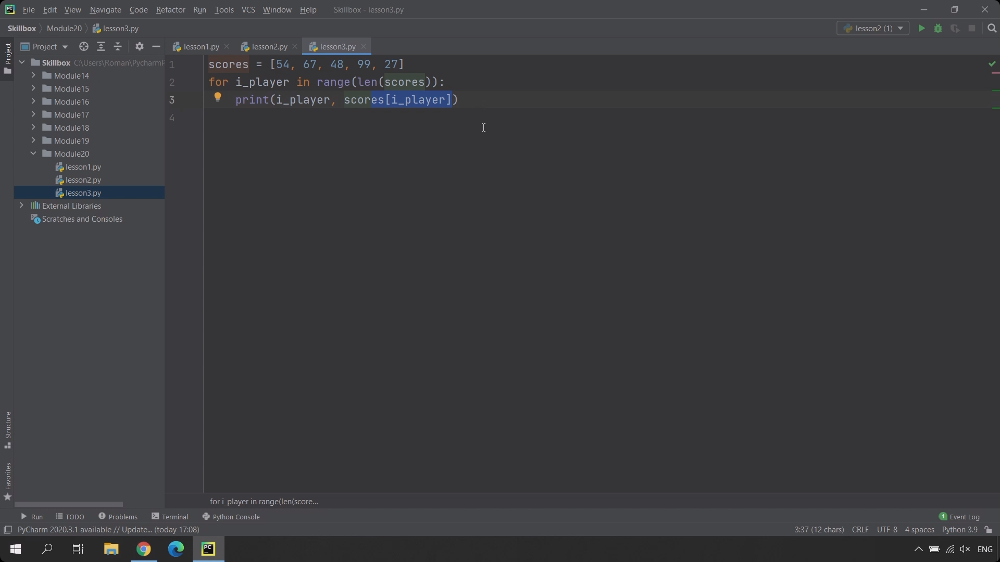 File Edit View Navigate Code Refactor Run Tools VCS Window Help Skillbox - lesson3.py
Skillbox Module20 lesson3.py lesson2 (1)
Project lesson1.py lesson2.py lesson3.py
Project
Skillbox C:\Users\Roman\PycharmP
Module14
Module15
Module16
Module17
Module18
Module19
Module20
lesson1.py
lesson2.py
lesson3.py
External Libraries
Scratches and Consoles
1 scores = [54, 67, 48, 99, 27]
2 for i_player in range(len(scores)):
3 print(i_player, scores[i_player])
4
Structure
Favorites
for i_player in range(len(score...
Run TODO Problems Terminal Python Console 1 Event Log
PyCharm 2020.3.1 available // Update... (today 17:08) 3:37 (12 chars) CRLF UTF-8 4 spaces Python 3.9
PC ENG